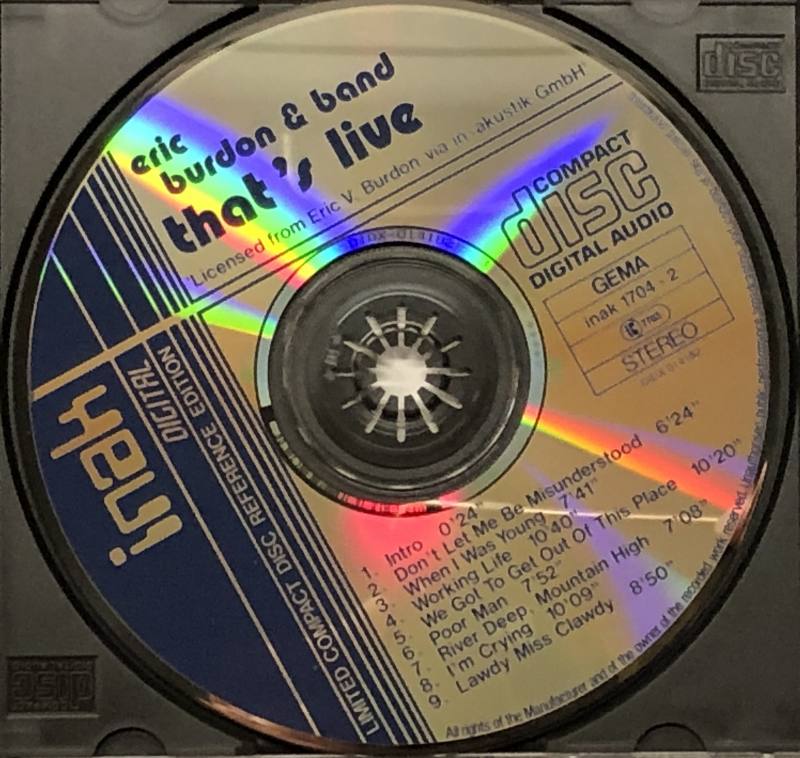 eric
burdon & band
that's live
"Licensed from Eric V. Burdon via in-akustik GmbH"
COMPACT
disc
DIGITAL AUDIO
GEMA
inak 1704-2
LC 7783
STEREO
inak
DIGITAL
LIMITED COMPACT DISC REFERENCE EDITION
1. Intro 0'24"
2. Don't Let Me Be Misunderstood 6'24"
3. When I Was Young 7'41"
4. Working Life 10'40"
5. We Got To Get Out Of This Place 10'20"
6. Poor Man 7'52"
7. River Deep, Mountain High 7'08"
8. I'm Crying 10'09"
9. Lawdy Miss Clawdy 8'50"
All rights of the Manufacturer and of the owner of the recorded work reserved. Unauthorised public
disc
disc